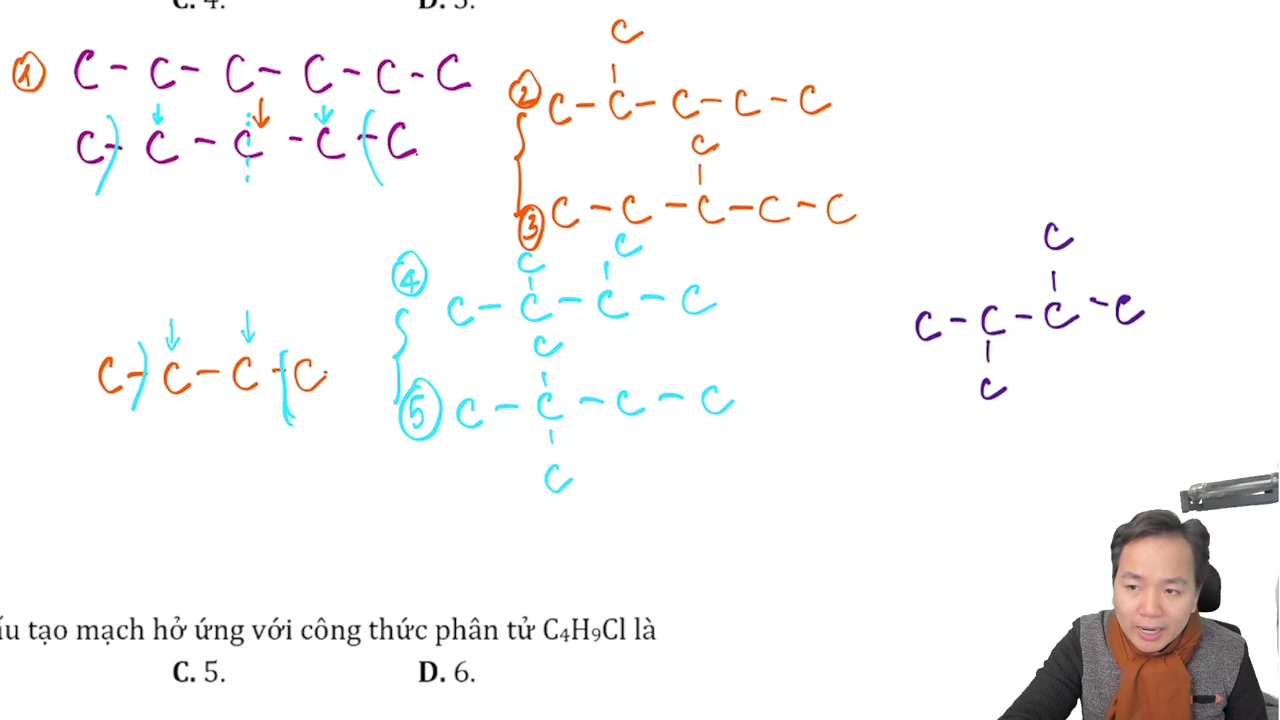 C. 4. D. 5.
1 C - C - C - C - C - C
C - C - C - C - C
C
2 C - C - C - C - C
C
3 C - C - C - C - C
C C
4 C - C - C - C
C - C - C - C
C
5 C - C - C - C
C
C
C - C - C - C
C
ấu tạo mạch hở ứng với công thức phân tử C₄H₉Cl là
C. 5. D. 6.